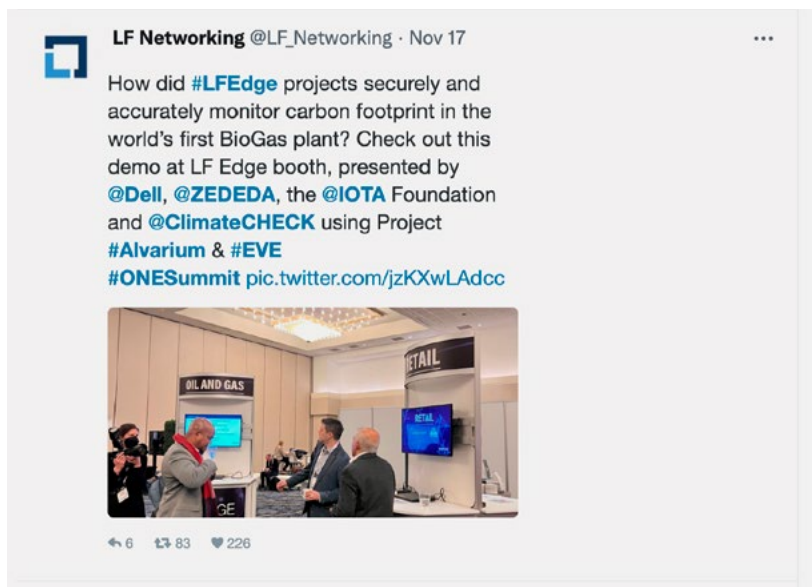 LF Networking @LF_Networking · Nov 17
How did #LFEdge projects securely and
accurately monitor carbon footprint in the
world's first BioGas plant? Check out this
demo at LF Edge booth, presented by
@Dell, @ZEDEDA, the @IOTA Foundation
and @ClimateCHECK using Project
#Alvarium & #EVE
#ONESummit pic.twitter.com/jzKXwLAdcc
OIL AND GAS
RETAIL
RETAIL
GE
6 83 226